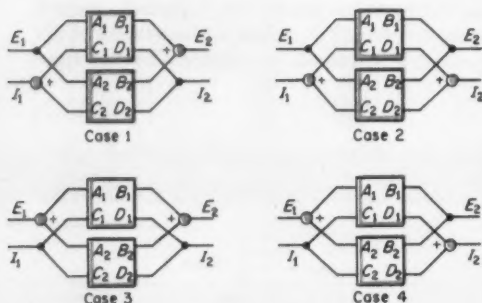 E1 A1 B1 + E2
C1 D1
I1 + A2 B2 I2
C2 D2
Case 1
E1 A1 B1 E2
C1 D1
I1 + A2 B2 + I2
C2 D2
Case 2
E1 + A1 B1 + E2
C1 D1
I1 A2 B2 I2
C2 D2
Case 3
E1 + A1 B1 E2
C1 D1 +
I1 A2 B2 I2
C2 D2
Case 4